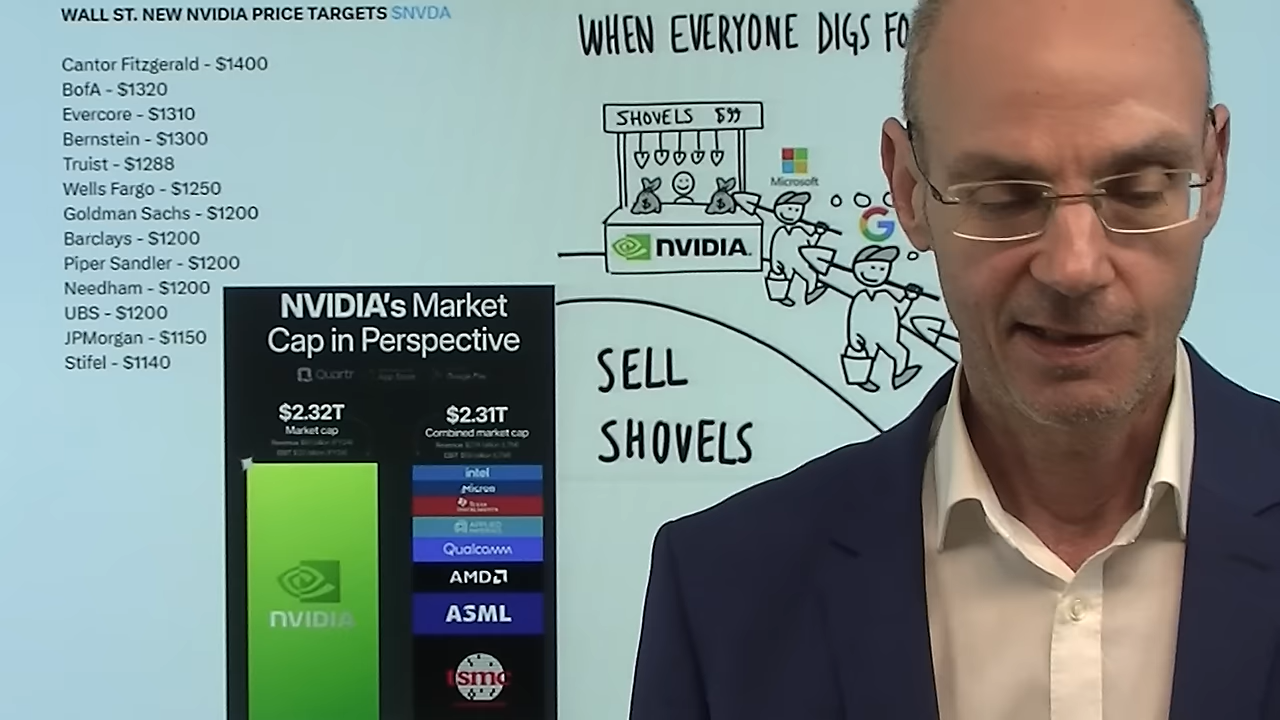 WALL ST. NEW NVIDIA PRICE TARGETS $NVDA
Cantor Fitzgerald - $1400
BofA - $1320
Evercore - $1310
Bernstein - $1300
Truist - $1288
Wells Fargo - $1250
Goldman Sachs - $1200
Barclays - $1200
Piper Sandler - $1200
Needham - $1200
UBS - $1200
JPMorgan - $1150
Stifel - $1140
NVIDIA's Market
Cap in Perspective
Quartr
$2.32T
Market cap
$2.31T
Combined market cap
intel
Micron
Qualcomm
AMD
ASML
tsmc
NVIDIA
WHEN EVERYONE DIGS
SHOVELS $99
Microsoft
G
NVIDIA
SELL
SHOVELS